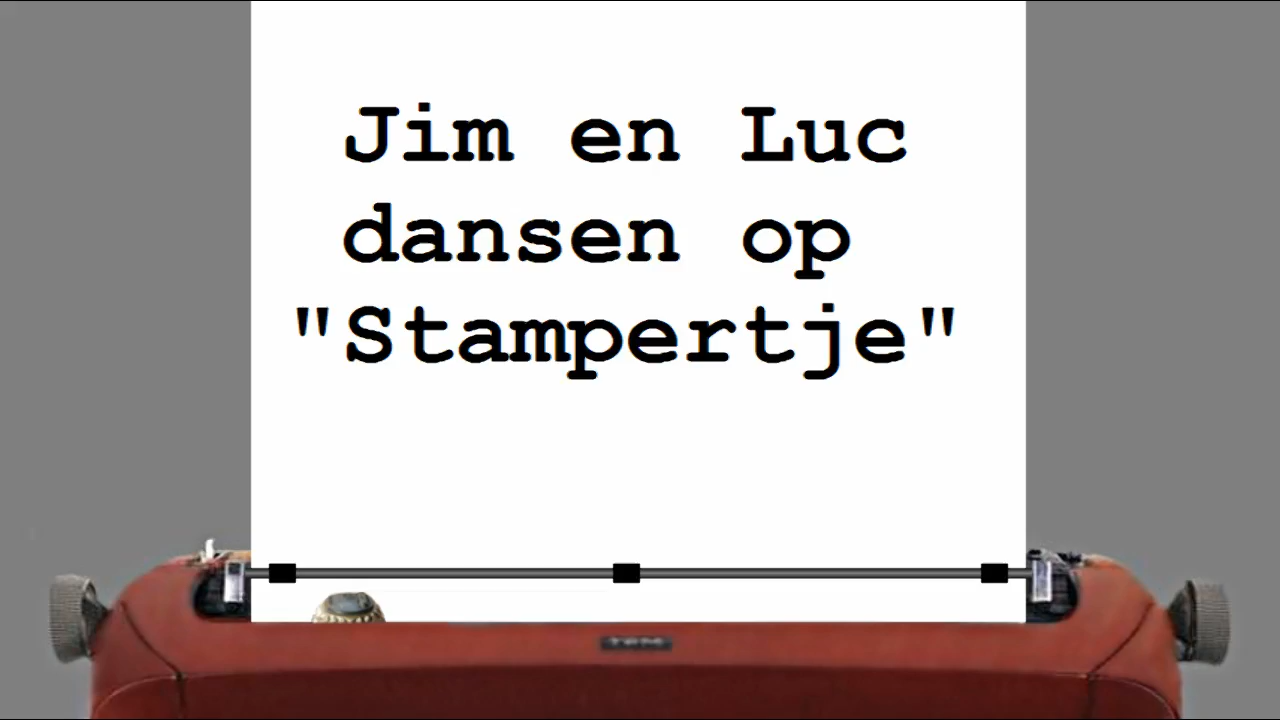 Jim en Luc
dansen op
"Stampertje"